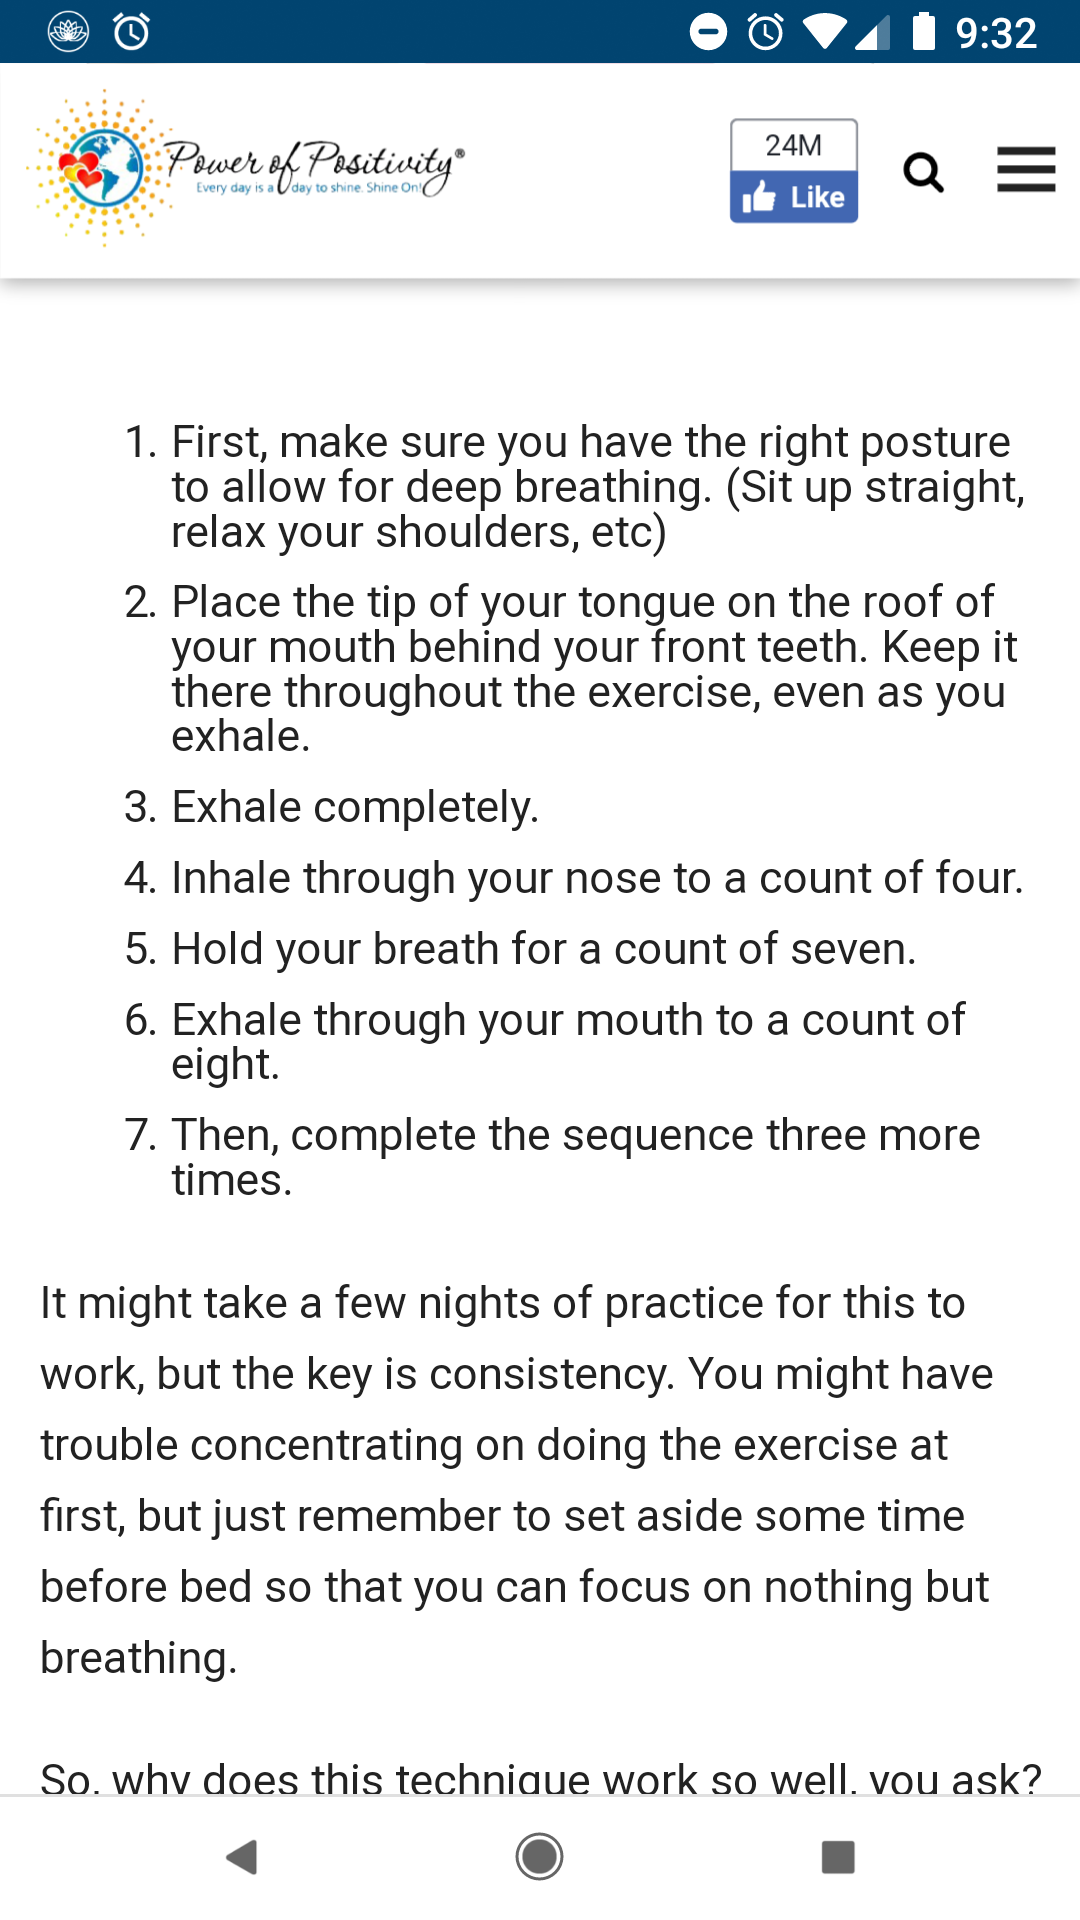 9:32
Power of Positivity®
Every day is a day to shine. Shine On!
24M
Like
1. First, make sure you have the right posture
to allow for deep breathing. (Sit up straight,
relax your shoulders, etc)
2. Place the tip of your tongue on the roof of
your mouth behind your front teeth. Keep it
there throughout the exercise, even as you
exhale.
3. Exhale completely.
4. Inhale through your nose to a count of four.
5. Hold your breath for a count of seven.
6. Exhale through your mouth to a count of
eight.
7. Then, complete the sequence three more
times.
It might take a few nights of practice for this to
work, but the key is consistency. You might have
trouble concentrating on doing the exercise at
first, but just remember to set aside some time
before bed so that you can focus on nothing but
breathing.
So, why does this technique work so well, you ask?